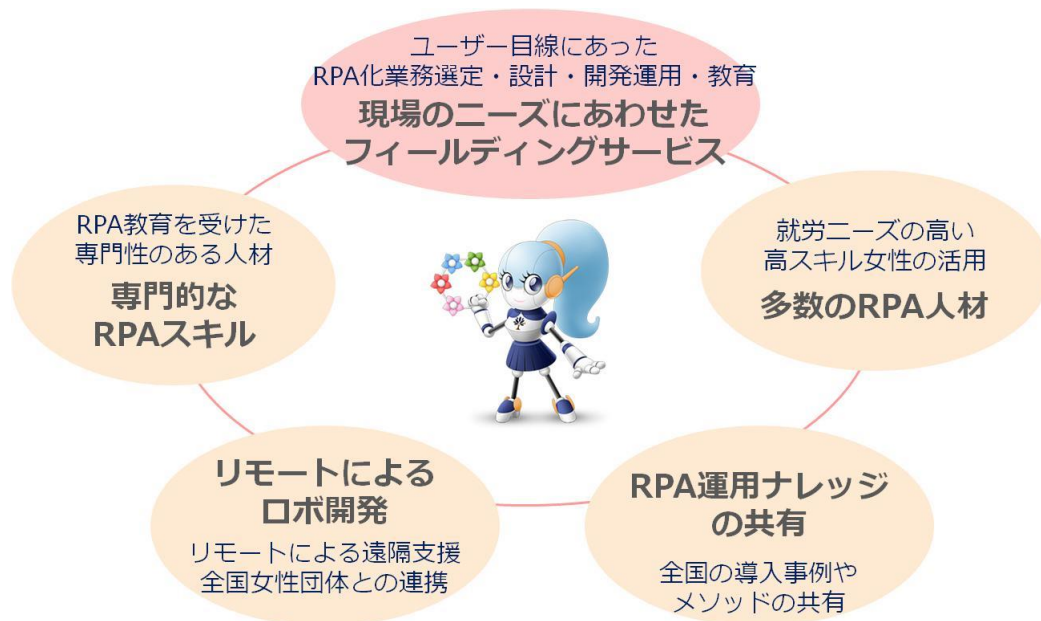 ユーザー目線にあった
RPA化業務選定・設計・開発運用・教育
現場のニーズにあわせた
フィールディングサービス
RPA教育を受けた
専門性のある人材
専門的な
RPAスキル
就労ニーズの高い
高スキル女性の活用
多数のRPA人材
リモートによる
ロボ開発
リモートによる遠隔支援
全国女性団体との連携
RPA運用ナレッジ
の共有
全国の導入事例や
メソッドの共有